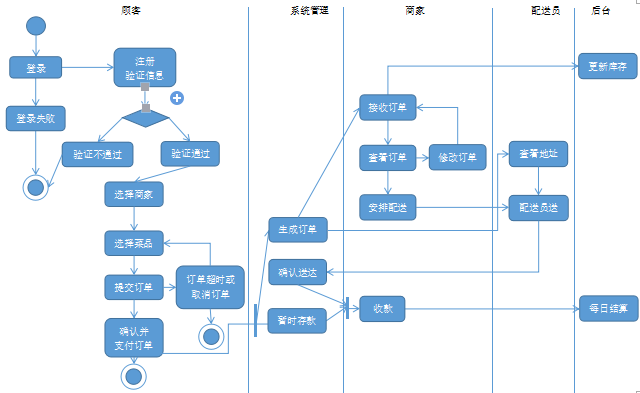 顾客
系统管理
商家
配送员
后台
登录
注册
验证信息
更新库存
登录失败
接收订单
验证不通过
验证通过
查看订单
修改订单
查看地址
选择商家
安排配送
配送员送
选择菜品
生成订单
提交订单
订单超时或
取消订单
确认送达
确认并
支付订单
暂时存款
收款
每日结算